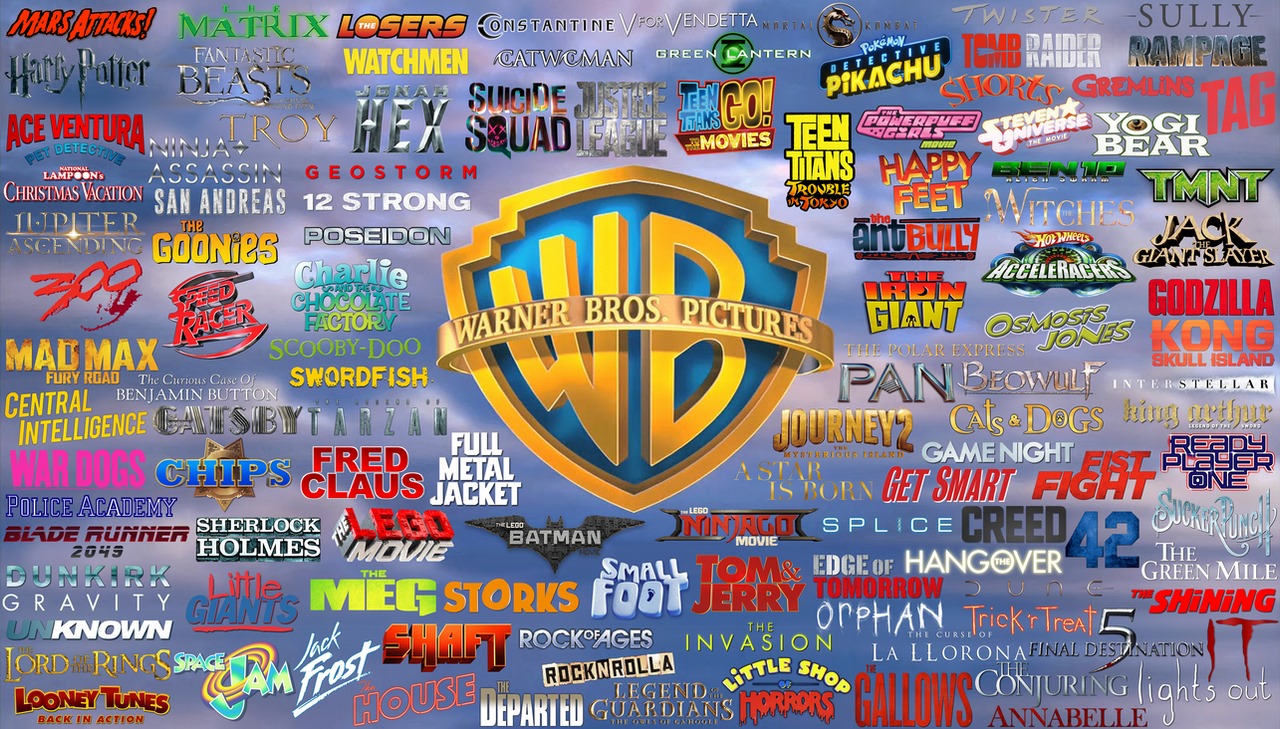 MARS ATTACKS!
THE
MATRIX
THE LOSERS
CONSTANTINE
V FOR VENDETTA
MORTAL KOMBAT
TWISTER
SULLY
Harry Potter
FANTASTIC
BEASTS
WATCHMEN
CATWOMAN
GREEN LANTERN
POKÉMON
DETECTIVE
PIKACHU
TOMB RAIDER
RAMPAGE
SHORTS
GREMLINS
TAG
ACE VENTURA
PET DETECTIVE
TROY
JONAH
HEX
SUICIDE
SQUAD
JUSTICE
LEAGUE
TEEN
TITANS
GO!
TO THE
MOVIES
TEEN
TITANS
TROUBLE
IN TOKYO
THE
POWERPUFF
GIRLS
MOVIE
STEVEN
UNIVERSE
THE MOVIE
YOGI
BEAR
NINJA
ASSASSIN
NATIONAL
LAMPOON'S
CHRISTMAS VACATION
SAN ANDREAS
GEOSTORM
12 STRONG
HAPPY
FEET
BEN 10
ALIEN SWARM
TMNT
JUPITER
ASCENDING
THE
GOONIES
POSEIDON
the
ant BULLY
THE WITCHES
HOT WHEELS
ACCELERACERS
JACK
THE
GIANT SLAYER
300
SPEED
RACER
Charlie
AND THE
CHOCOLATE
FACTORY
WB
WARNER BROS. PICTURES
THE
IRON
GIANT
OSMOSIS
JONES
GODZILLA
KONG
SKULL ISLAND
MAD MAX
FURY ROAD
SCOOBY-DOO
SWORDFISH
THE POLAR EXPRESS
PAN
BEOWULF
INTERSTELLAR
The Curious Case Of
BENJAMIN BUTTON
CENTRAL
INTELLIGENCE
GATSBY
THE LEGEND OF
TARZAN
JOURNEY 2
THE MYSTERIOUS ISLAND
CATS & DOGS
king arthur
LEGEND OF THE SWORD
WAR DOGS
CHIPS
FRED
CLAUS
FULL
METAL
JACKET
A STAR
IS BORN
GAME NIGHT
GET SMART
FIST
FIGHT
READY
PLAYER
ONE
POLICE ACADEMY
BLADE RUNNER
2049
SHERLOCK
HOLMES
THE
LEGO
MOVIE
THE LEGO
BATMAN
MOVIE
THE LEGO
NINJAGO
MOVIE
SPLICE
CREED
42
SUCKER PUNCH
DUNKIRK
GRAVITY
Little
GIANTS
THE
MEG
STORKS
SMALL
FOOT
TOM &
JERRY
EDGE OF
TOMORROW
THE
HANGOVER
DUNE
THE
GREEN MILE
THE SHINING
UNKNOWN
THE LORD OF THE RINGS
SPACE
JAM
Jack
Frost
SHAFT
ROCK OF AGES
THE
INVASION
ORPHAN
THE CURSE OF
LA LLORONA
Trick 'r Treat
5
FINAL DESTINATION
IT
LOONEY TUNES
BACK IN ACTION
the
HOUSE
ROCKNROLLA
THE
DEPARTED
LEGEND OF THE
GUARDIANS
THE OWLS OF GA'HOOLE
LITTLE SHOP
OF
HORRORS
THE
GALLOWS
THE
CONJURING
ANNABELLE
lights out